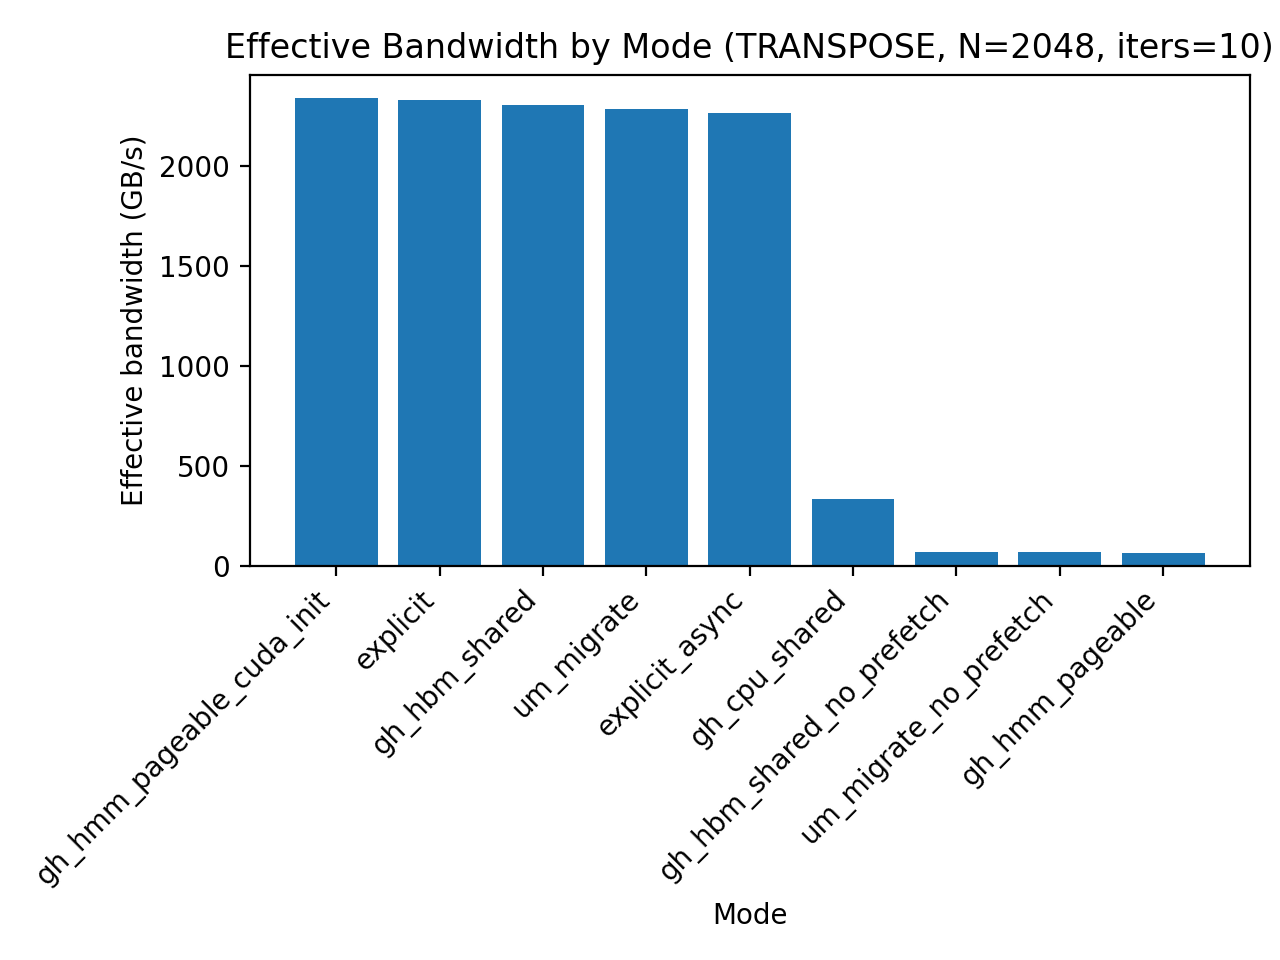 Effective Bandwidth by Mode (TRANSPOSE, N=2048, iters=10)
Effective bandwidth (GB/s)
2000
1500
1000
500
0
gh_hmm_pageable_cuda_init
explicit
gh_hbm_shared
um_migrate
explicit_async
gh_cpu_shared
gh_hbm_shared_no_prefetch
um_migrate_no_prefetch
gh_hmm_pageable
Mode